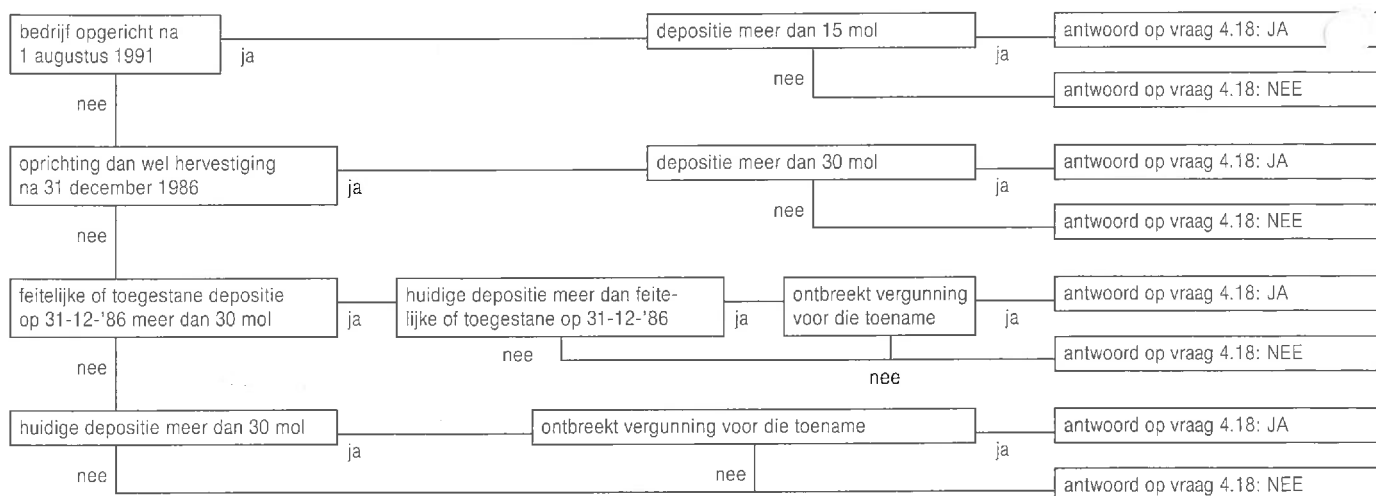 bedrijf opgericht na
1 augustus 1991
ja
depositie meer dan 15 mol
ja
antwoord op vraag 4.18: JA
nee
nee
antwoord op vraag 4.18: NEE
oprichting dan wel hervestiging
na 31 december 1986
ja
depositie meer dan 30 mol
ja
antwoord op vraag 4.18: JA
nee
nee
antwoord op vraag 4.18: NEE
feitelijke of toegestane depositie
op 31-12-'86 meer dan 30 mol
ja
huidige depositie meer dan feite-
lijke of toegestane op 31-12-'86
ja
ontbreekt vergunning
voor die toename
ja
antwoord op vraag 4.18: JA
nee
nee
nee
antwoord op vraag 4.18: NEE
huidige depositie meer dan 30 mol
ja
ontbreekt vergunning voor die toename
ja
antwoord op vraag 4.18: JA
nee
nee
antwoord op vraag 4.18: NEE